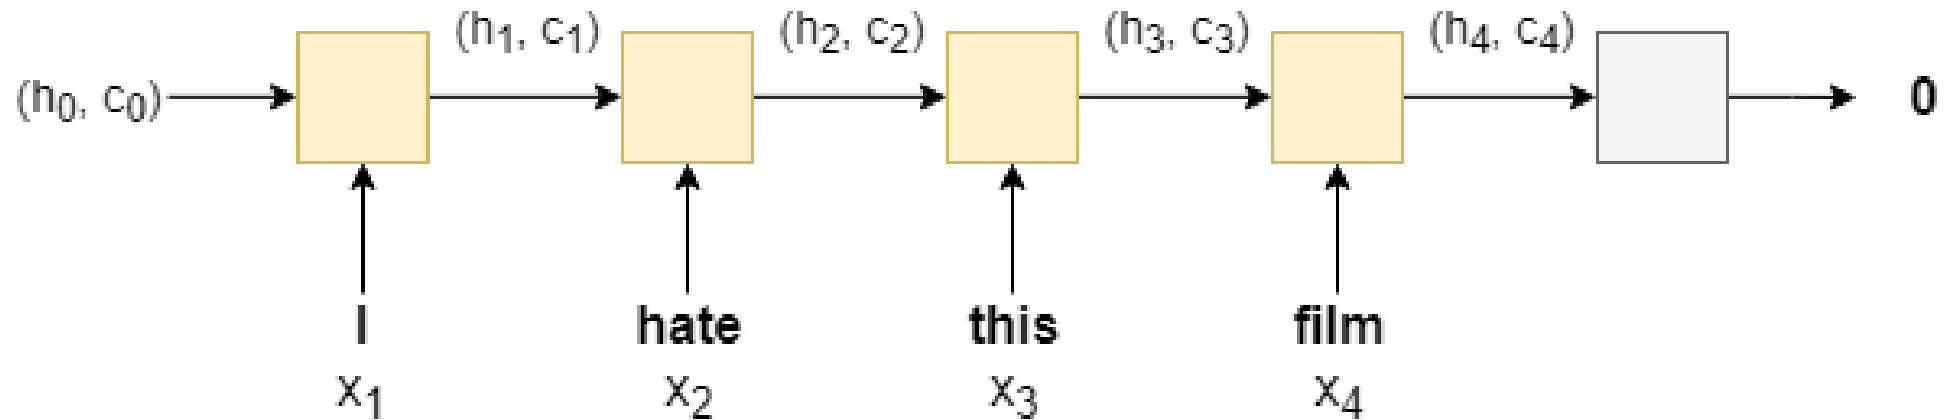 (h₁, c₁) (h₂, c₂) (h₃, c₃) (h₄, c₄)
(h₀, c₀) 0
I hate this film
x₁ x₂ x₃ x₄